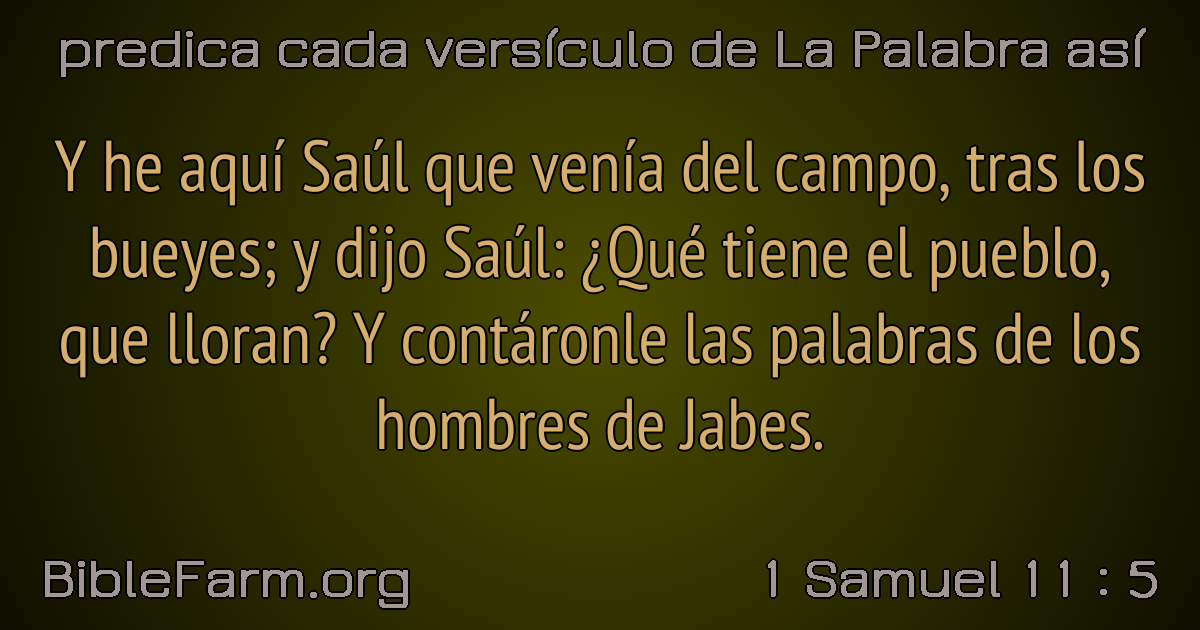 predica cada versículo de La Palabra así
Y he aquí Saúl que venía del campo, tras los
bueyes; y dijo Saúl: ¿Qué tiene el pueblo,
que lloran? Y contáronle las palabras de los
hombres de Jabes.
BibleFarm.org
1 Samuel 11 : 5